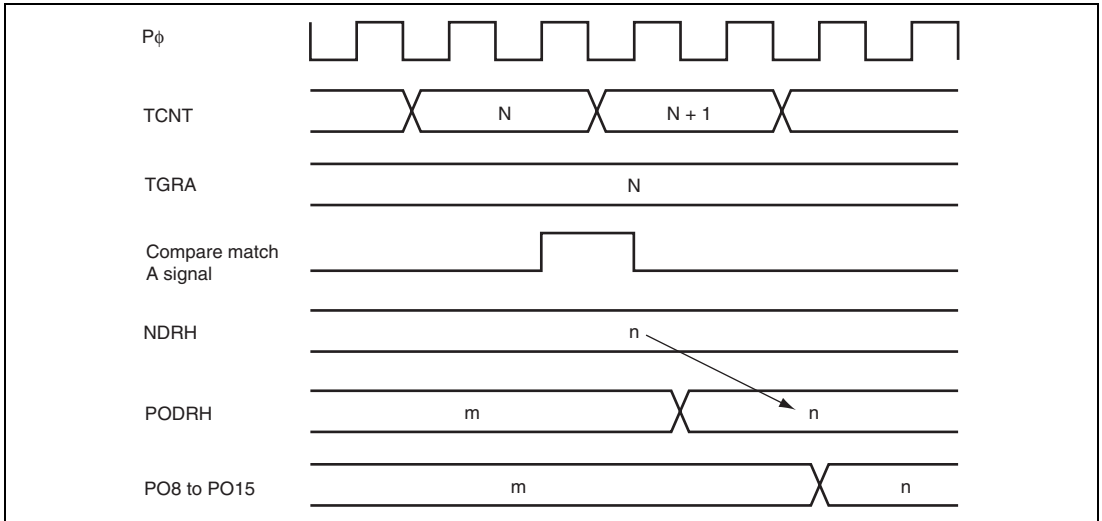 Pϕ
TCNT
N
N + 1
TGRA
N
Compare match
A signal
NDRH
n
PODRH
m
n
PO8 to PO15
m
n